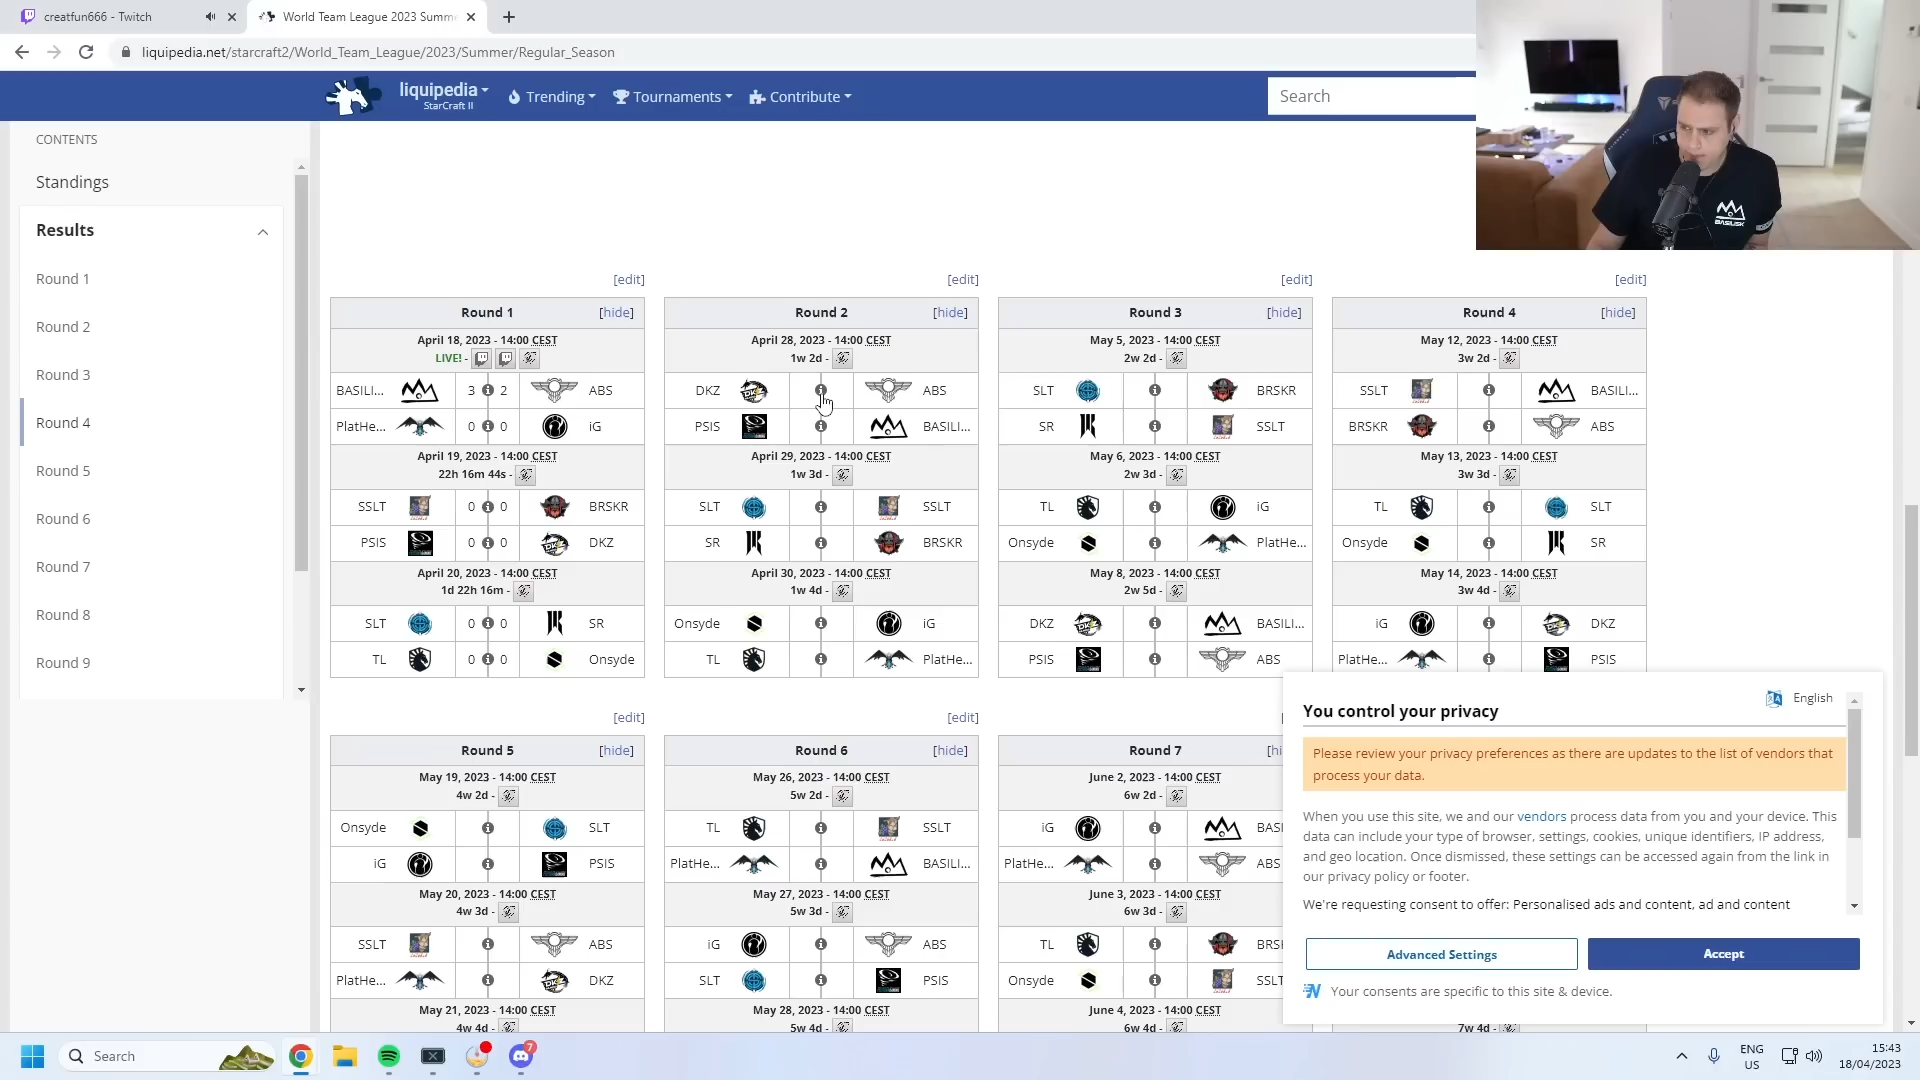 creatfun666 - Twitch
World Team League 2023 Summe
liquipedia.net/starcraft2/World_Team_League/2023/Summer/Regular_Season
liquipedia
StarCraft II
Trending
Tournaments
Contribute
Search
CONTENTS
Standings
Results
Round 1
Round 2
Round 3
Round 4
Round 5
Round 6
Round 7
Round 8
Round 9
BASILISK
[edit]
Round 1 [hide]
April 18, 2023 - 14:00 CEST
LIVE! -
BASILI... 3 2 ABS
PlatHe... 0 0 iG
April 19, 2023 - 14:00 CEST
22h 16m 44s -
SSLT 0 0 BRSKR
PSIS 0 0 DKZ
April 20, 2023 - 14:00 CEST
1d 22h 16m -
SLT 0 0 SR
TL 0 0 Onsyde
[edit]
Round 2 [hide]
April 28, 2023 - 14:00 CEST
1w 2d -
DKZ ABS
PSIS BASILI...
April 29, 2023 - 14:00 CEST
1w 3d -
SLT SSLT
SR BRSKR
April 30, 2023 - 14:00 CEST
1w 4d -
Onsyde iG
TL PlatHe...
[edit]
Round 3 [hide]
May 5, 2023 - 14:00 CEST
2w 2d -
SLT BRSKR
SR SSLT
May 6, 2023 - 14:00 CEST
2w 3d -
TL iG
Onsyde PlatHe...
May 8, 2023 - 14:00 CEST
2w 5d -
DKZ BASILI...
PSIS ABS
[edit]
Round 4 [hide]
May 12, 2023 - 14:00 CEST
3w 2d -
SSLT BASILI...
BRSKR ABS
May 13, 2023 - 14:00 CEST
3w 3d -
TL SLT
Onsyde SR
May 14, 2023 - 14:00 CEST
3w 4d -
iG DKZ
PlatHe... PSIS
[edit]
Round 5 [hide]
May 19, 2023 - 14:00 CEST
4w 2d -
Onsyde SLT
iG PSIS
May 20, 2023 - 14:00 CEST
4w 3d -
SSLT ABS
PlatHe... DKZ
May 21, 2023 - 14:00 CEST
4w 4d -
[edit]
Round 6 [hide]
May 26, 2023 - 14:00 CEST
5w 2d -
TL SSLT
PlatHe... BASILI...
May 27, 2023 - 14:00 CEST
5w 3d -
iG ABS
SLT PSIS
May 28, 2023 - 14:00 CEST
5w 4d -
Round 7 [hi
June 2, 2023 - 14:00 CEST
6w 2d -
iG BASI
PlatHe... ABS
June 3, 2023 - 14:00 CEST
6w 3d -
TL BRSK
Onsyde SSLT
June 4, 2023 - 14:00 CEST
6w 4d -
7w 4d -
English
You control your privacy
Please review your privacy preferences as there are updates to the list of vendors that
process your data.
When you use this site, we and our vendors process data from you and your device. This
data can include your type of browser, settings, cookies, unique identifiers, IP address,
and geo location. Once dismissed, these settings can be accessed again from the link in
our privacy policy or footer.
We're requesting consent to offer: Personalised ads and content, ad and content
Advanced Settings
Accept
Your consents are specific to this site & device.
Search
7
ENG
US
15:43
18/04/2023